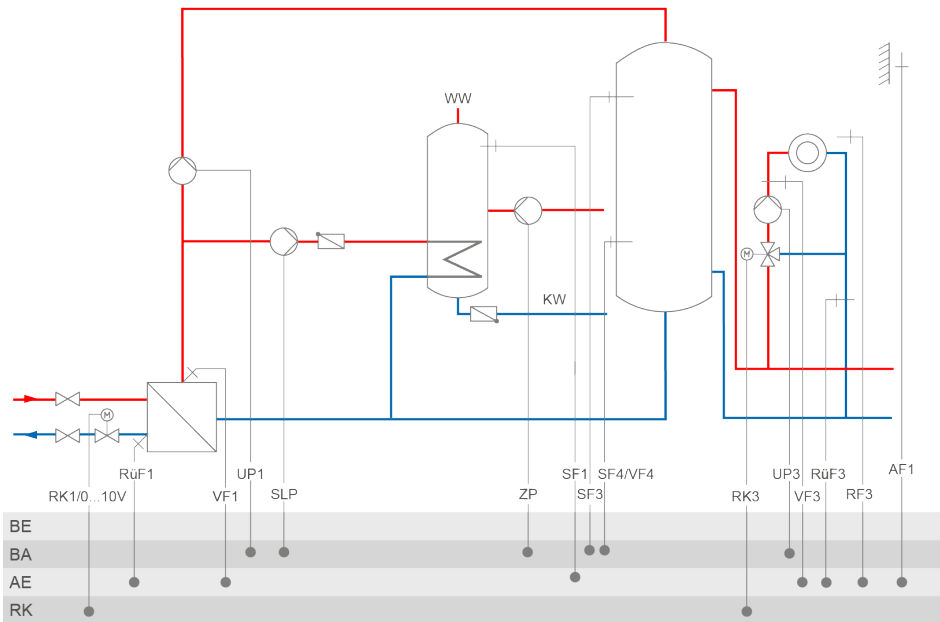 WW
M
KW
M
RüF1
UP1
SF1
SF4/VF4
UP3
RüF3
AF1
RK1/0...10V
VF1
SLP
ZP
SF3
RK3
VF3
RF3
BE
BA
AE
RK